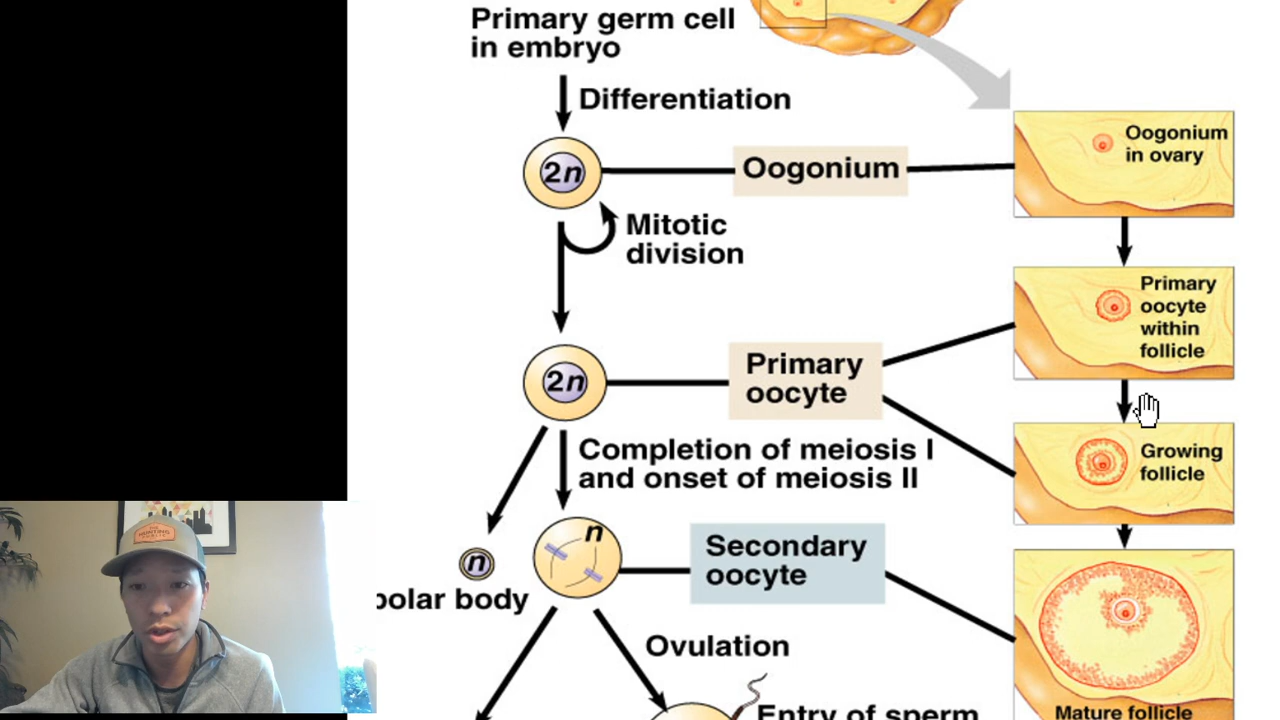 Primary germ cell
in embryo
Differentiation
2n
Oogonium
Oogonium
in ovary
Mitotic
division
2n
Primary
oocyte
Primary
oocyte
within
follicle
Completion of meiosis I
and onset of meiosis II
Growing
follicle
n
n
Secondary
oocyte
polar body
Ovulation
Entry of sperm
Mature follicle